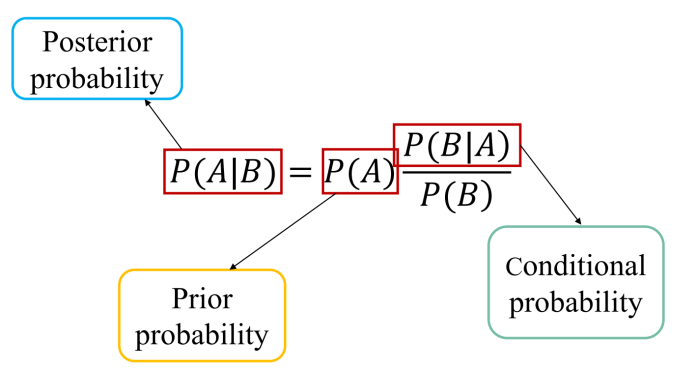 Posterior
probability
P(A|B) = P(A) P(B|A)
P(B)
Prior
probability
Conditional
probability